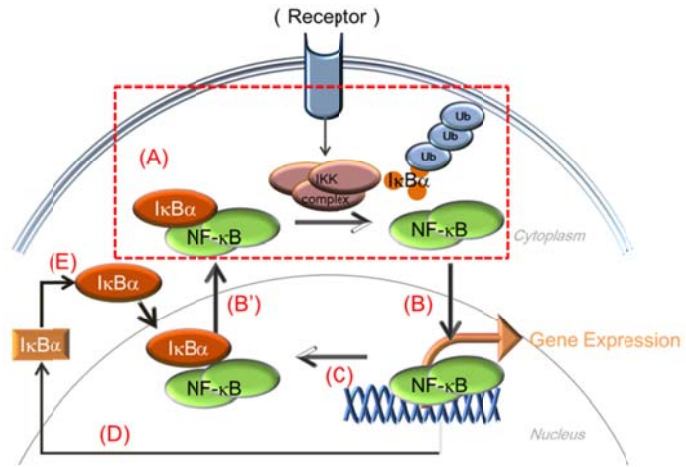 ( Receptor)
Ub
Ub
Ub
(A)
IKK
complex
IκBα
IκBα
NF-κB
NF-κB
Cytoplasm
(E)
IκBα
(B')
(B)
IκBα
IκBα
Gene Expression
NF-κB
(C)
NF-κB
(D)
Nucleus